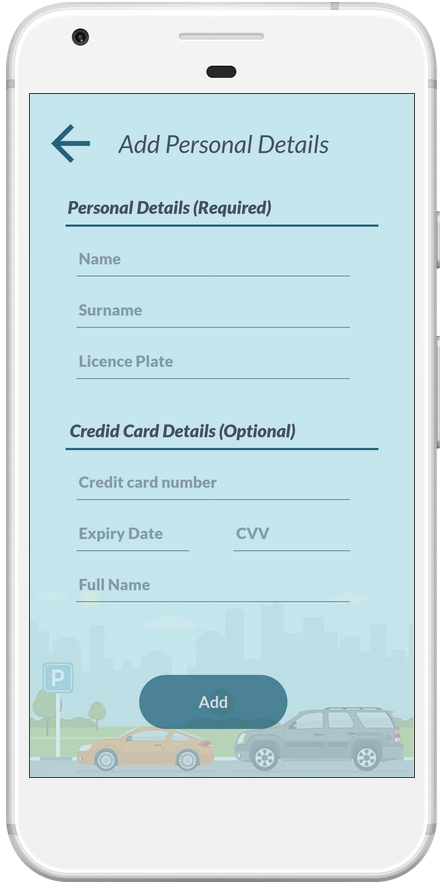 Add Personal Details
Personal Details (Required)
Name
Surname
Licence Plate
Credid Card Details (Optional)
Credit card number
Expiry Date CVV
Full Name
P
Add